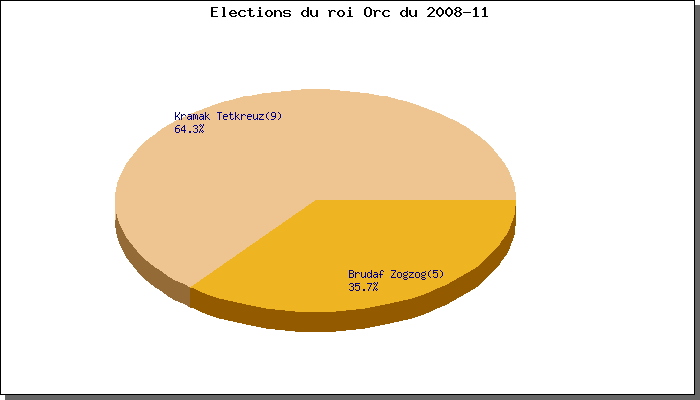 Elections du roi Orc du 2008-11
Kramak Tetkreuz(9)
64.3%
Brudaf Zogzog(5)
35.7%